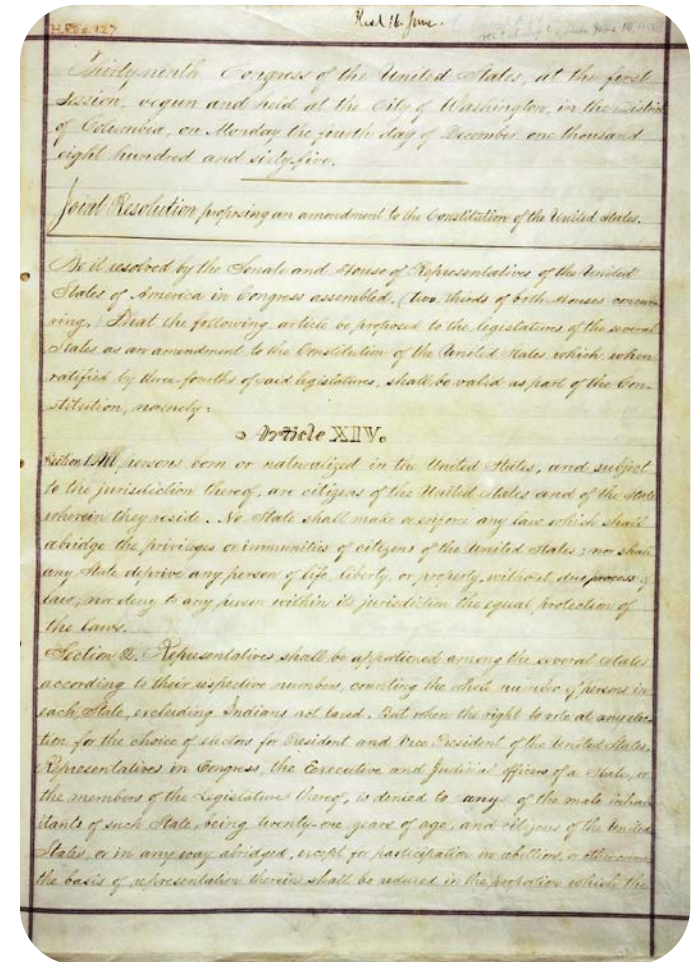 H. Res. 127
Recd 16 June.
Thirty-ninth Congress of the United States, at the first
Session, begun and held at the City of Washington, in the District
of Columbia, on Monday the fourth day of December one thousand
eight hundred and sixty-five.
Joint Resolution proposing an amendment to the Constitution of the United States.
Be it resolved by the Senate and House of Representatives of the United
States of America in Congress assembled, (two thirds of both Houses concur-
ring,) That the following article be proposed to the legislatures of the several
States as an amendment to the Constitution of the United States, which, when
ratified by three-fourths of said legislatures, shall be valid as part of the Con-
stitution, namely:
Article XIV.
Section 1. All persons born or naturalized in the United States, and subject
to the jurisdiction thereof, are citizens of the United States and of the State
wherein they reside. No State shall make or enforce any law which shall
abridge the privileges or immunities of citizens of the United States; nor shall
any State deprive any person of life, liberty, or property, without due process of
law; nor deny to any person within its jurisdiction the equal protection of
the laws.
Section 2. Representatives shall be apportioned among the several States
according to their respective numbers, counting the whole number of persons in
each State, excluding Indians not taxed. But when the right to vote at any elec-
tion for the choice of electors for President and Vice President of the United States,
Representatives in Congress, the Executive and Judicial officers of a State, or
the members of the Legislature thereof, is denied to any of the male inhab-
itants of such State, being twenty-one years of age, and citizens of the United
States, or in any way abridged, except for participation in rebellion, or other crime,
the basis of representation therein shall be reduced in the proportion which the